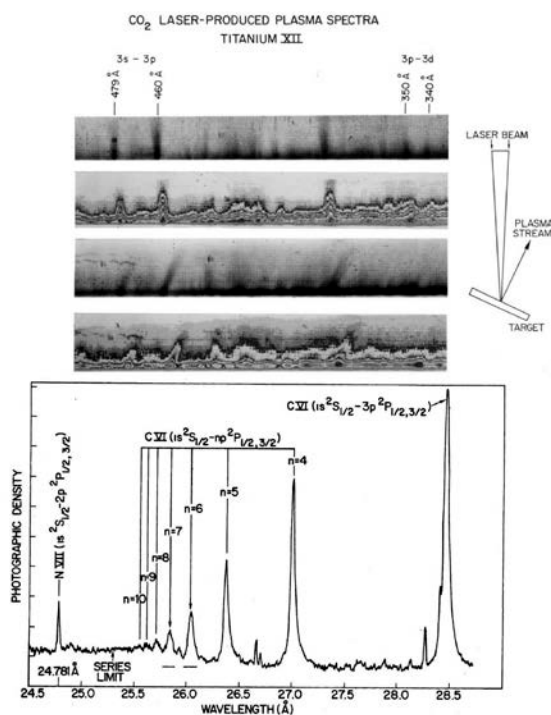 CO₂ LASER-PRODUCED PLASMA SPECTRA
TITANIUM XII
3s - 3p
3p-3d
479 Å
460 Å
350 Å
340 Å
LASER BEAM
PLASMA STREAM
TARGET
C VI (1s ²S₁/₂-3p ²P₁/₂,₃/₂)
C VI (1s ²S₁/₂-np ²P₁/₂,₃/₂)
n=4
n=5
n=6
n=7
n=8
n=9
n=10
N VII (1s ²S₁/₂-2p ²P₁/₂,₃/₂)
PHOTOGRAPHIC DENSITY
24.781Å
SERIES LIMIT
24.5 25.0 25.5 26.0 26.5 27.0 27.5 28.0 28.5
WAVELENGTH (Å)